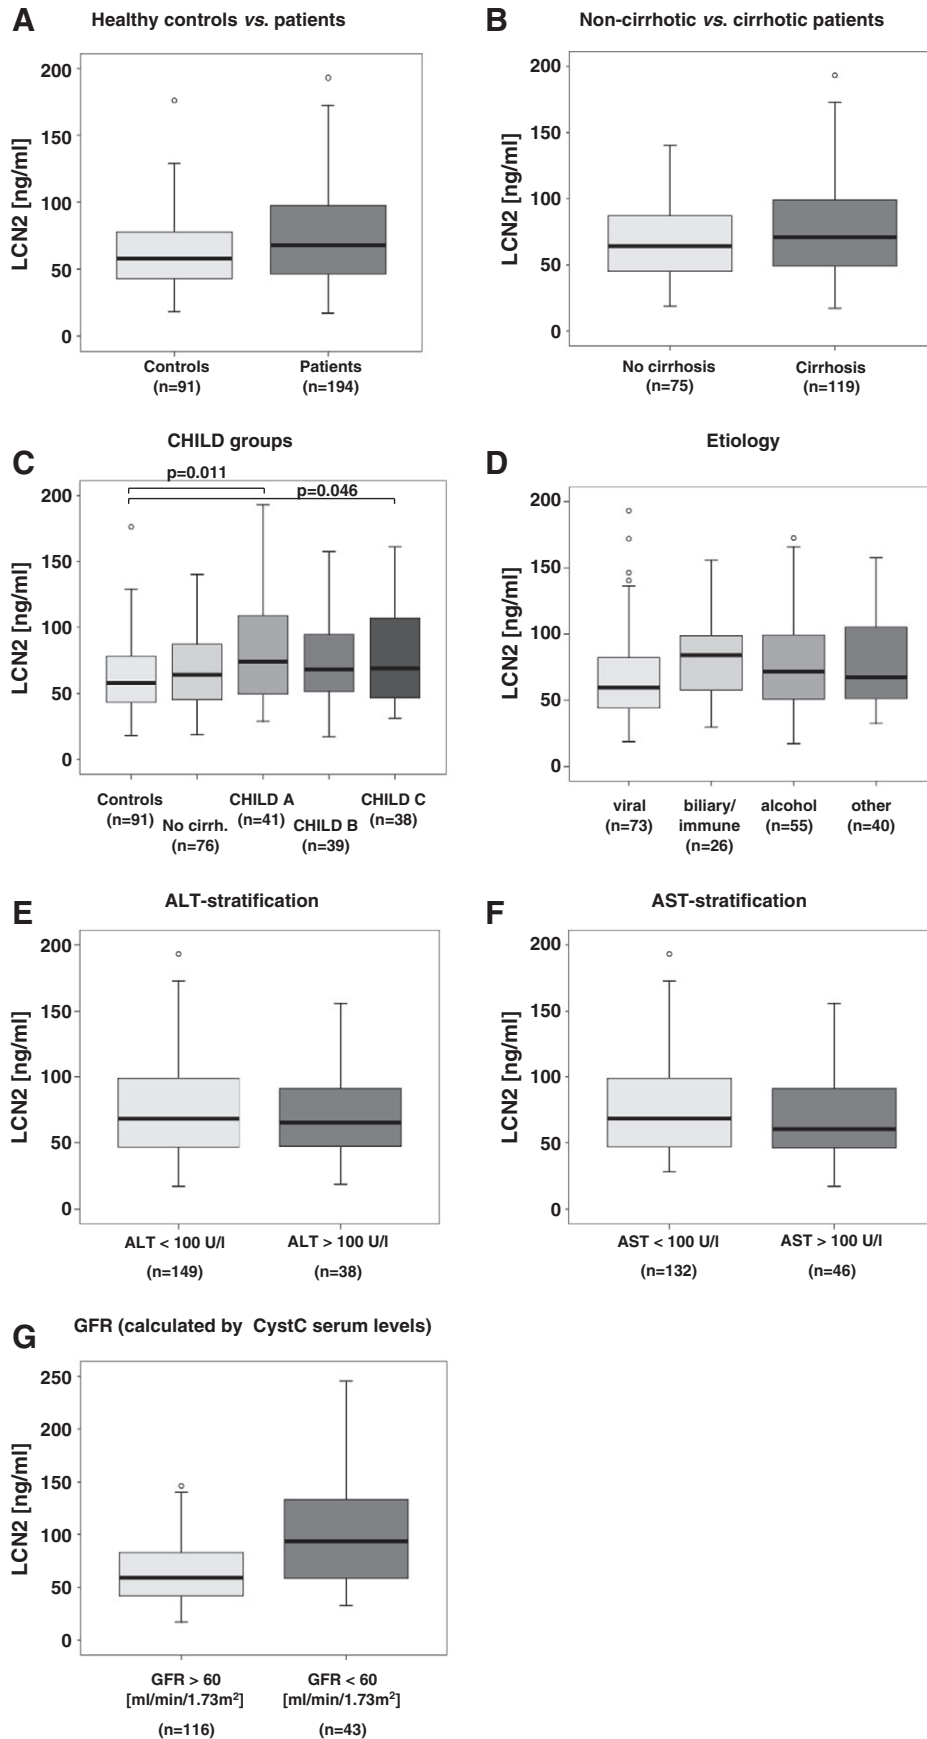 A
Healthy controls vs. patients
LCN2 [ng/ml]
200
150
100
50
0
Controls
(n=91)
Patients
(n=194)
B
Non-cirrhotic vs. cirrhotic patients
LCN2 [ng/ml]
200
150
100
50
0
No cirrhosis
(n=75)
Cirrhosis
(n=119)
C
CHILD groups
p=0.011
p=0.046
LCN2 [ng/ml]
200
150
100
50
0
Controls
(n=91)
No cirrh.
(n=76)
CHILD A
(n=41)
CHILD B
(n=39)
CHILD C
(n=38)
D
Etiology
LCN2 [ng/ml]
200
150
100
50
0
viral
(n=73)
biliary/
immune
(n=26)
alcohol
(n=55)
other
(n=40)
E
ALT-stratification
LCN2 [ng/ml]
200
150
100
50
0
ALT < 100 U/l
(n=149)
ALT > 100 U/l
(n=38)
F
AST-stratification
LCN2 [ng/ml]
200
150
100
50
0
AST < 100 U/l
(n=132)
AST > 100 U/l
(n=46)
G
GFR (calculated by CystC serum levels)
LCN2 [ng/ml]
250
200
150
100
50
0
GFR > 60
[ml/min/1.73m²]
(n=116)
GFR < 60
[ml/min/1.73m²]
(n=43)